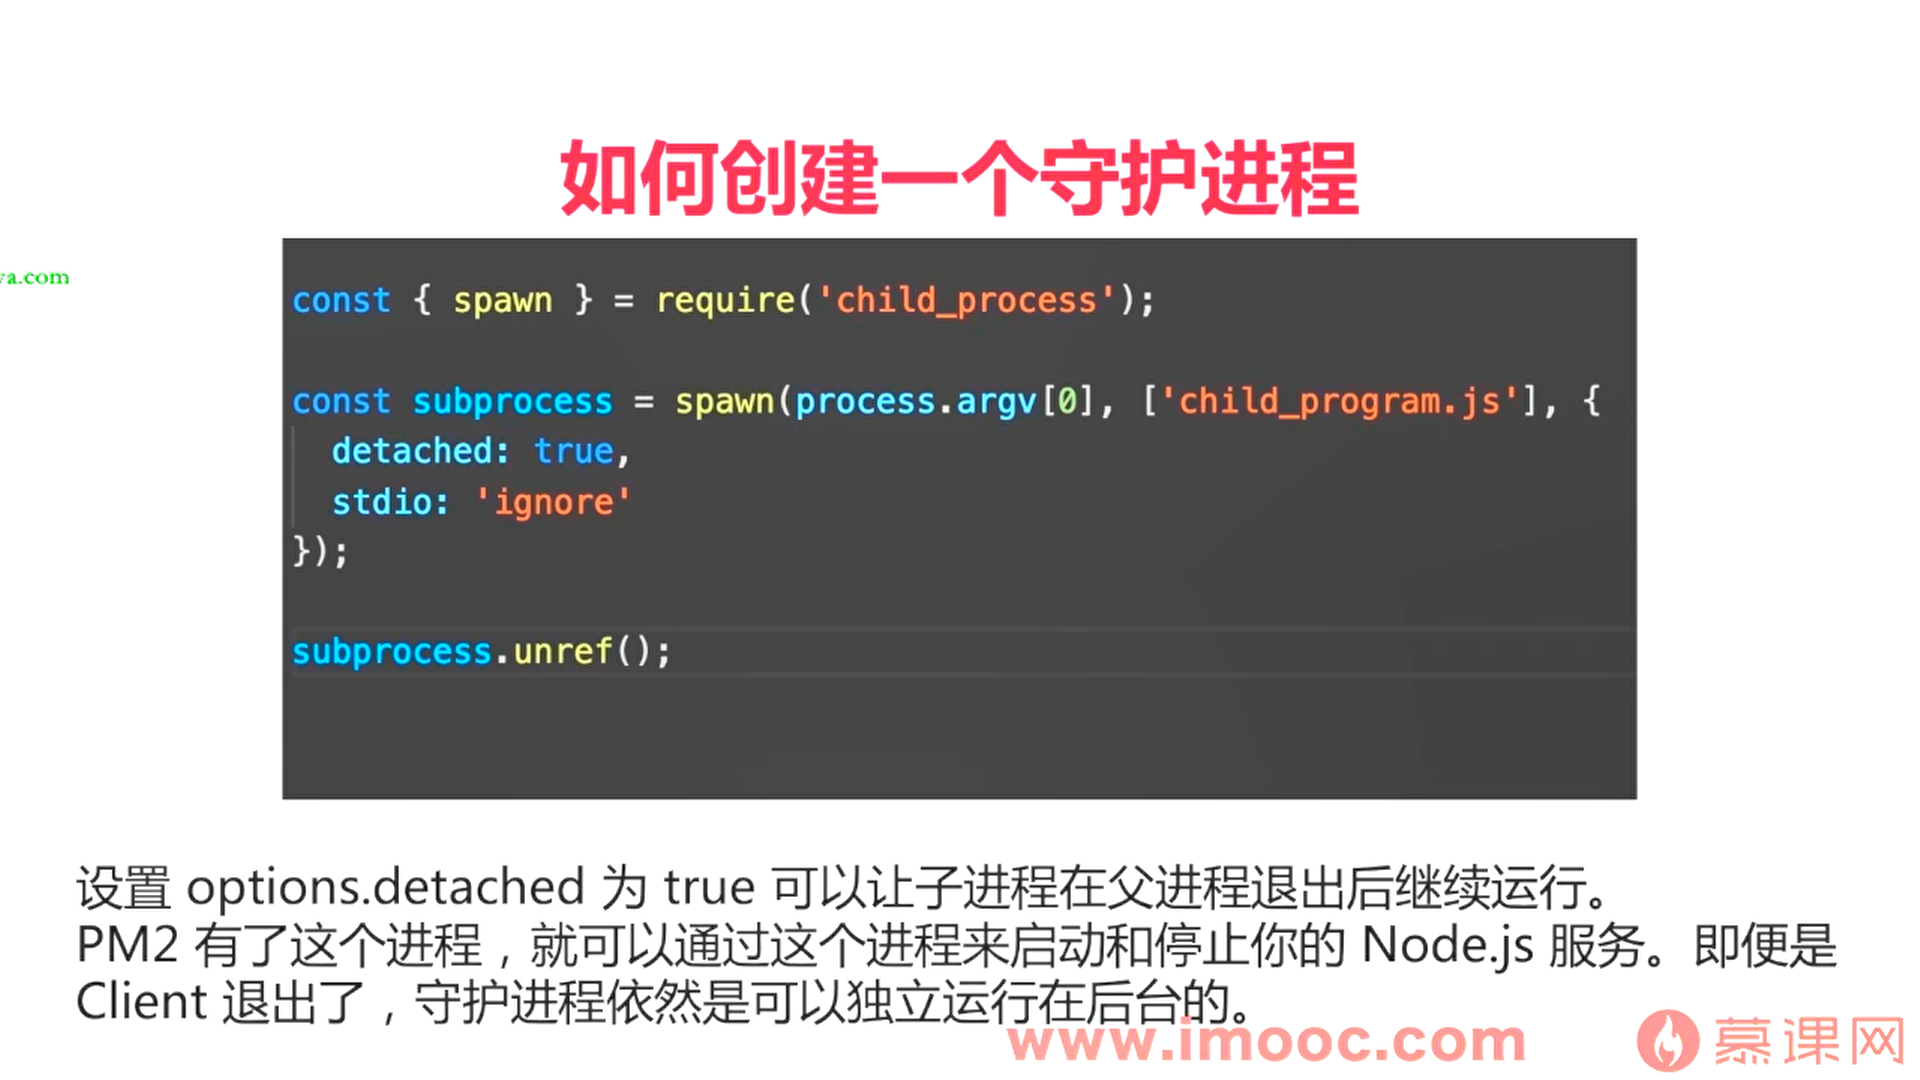 如何创建一个守护进程
va.com
const { spawn } = require('child_process');
const subprocess = spawn(process.argv[0], ['child_program.js'], {
  detached: true,
  stdio: 'ignore'
});
subprocess.unref();
设置 options.detached 为 true 可以让子进程在父进程退出后继续运行。
PM2 有了这个进程，就可以通过这个进程来启动和停止你的 Node.js 服务。即便是
Client 退出了，守护进程依然是可以独立运行在后台的。
www.imooc.com
慕课网